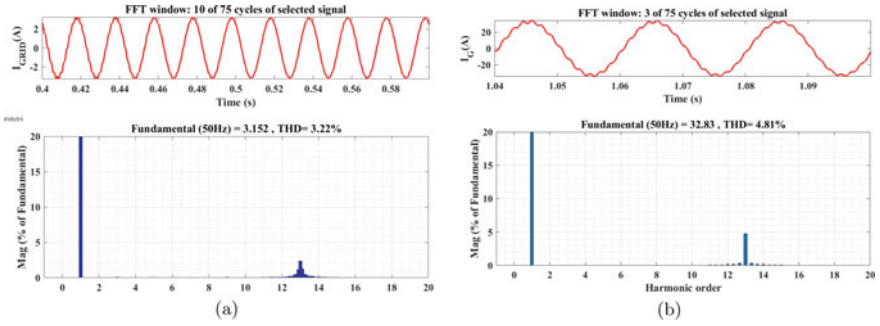 FFT window: 10 of 75 cycles of selected signal
I_GRID(A)
2
0
-2
0.4 0.42 0.44 0.46 0.48 0.5 0.52 0.54 0.56 0.58
Time (s)
Fundamental (50Hz) = 3.152 , THD= 3.22%
Mag (% of Fundamental)
20
15
10
5
0
0 2 4 6 8 10 12 14 16 18 20
(a)
FFT window: 3 of 75 cycles of selected signal
I_G(A)
20
0
-20
1.04 1.05 1.06 1.07 1.08 1.09
Time (s)
Fundamental (50Hz) = 32.83 , THD= 4.81%
Mag (% of Fundamental)
20
15
10
5
0
0 2 4 6 8 10 12 14 16 18 20
Harmonic order
(b)